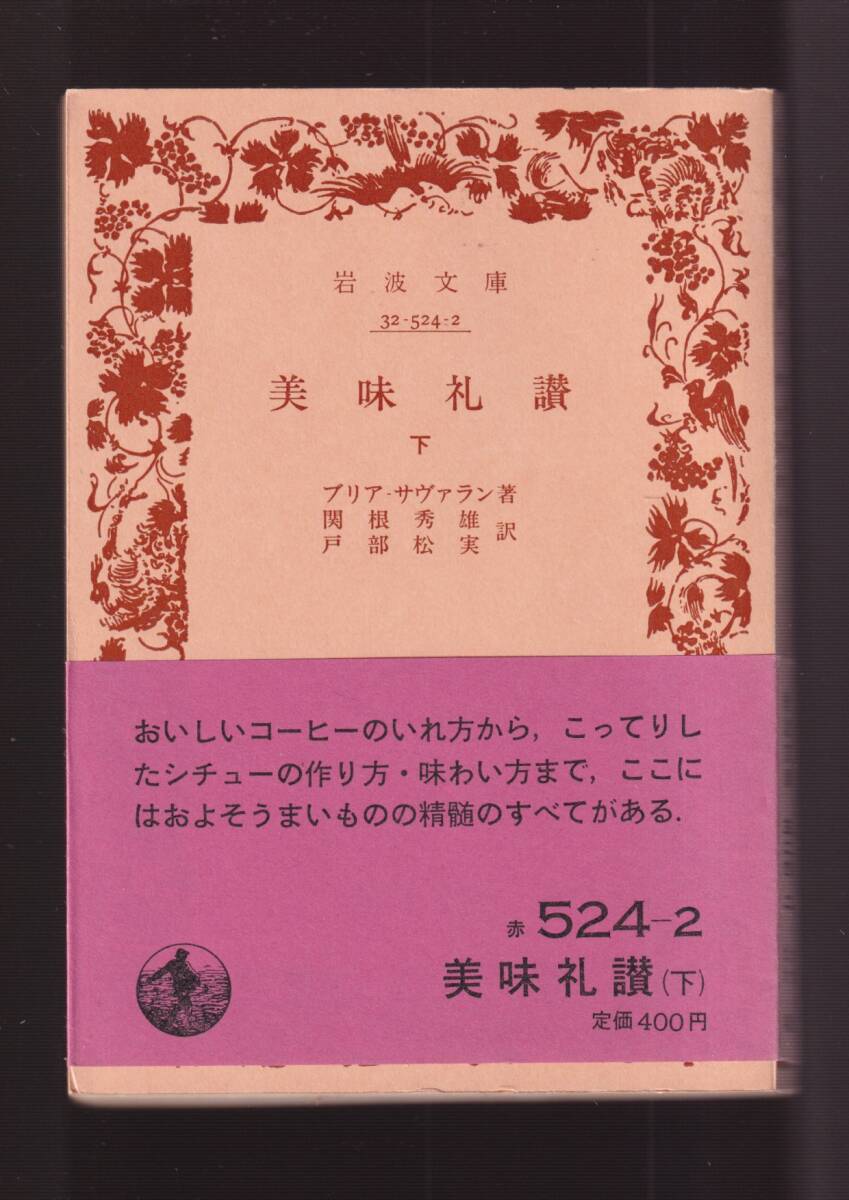 岩波文庫
32-524-2
美味礼讃
下
ブリア-サヴァラン著
関根秀雄
戸部松実訳
おいしいコーヒーのいれ方から，こってりし
たシチューの作り方・味わい方まで，ここに
はおよそうまいものの精髄のすべてがある．
赤 524-2
美味礼讃(下)
定価400円